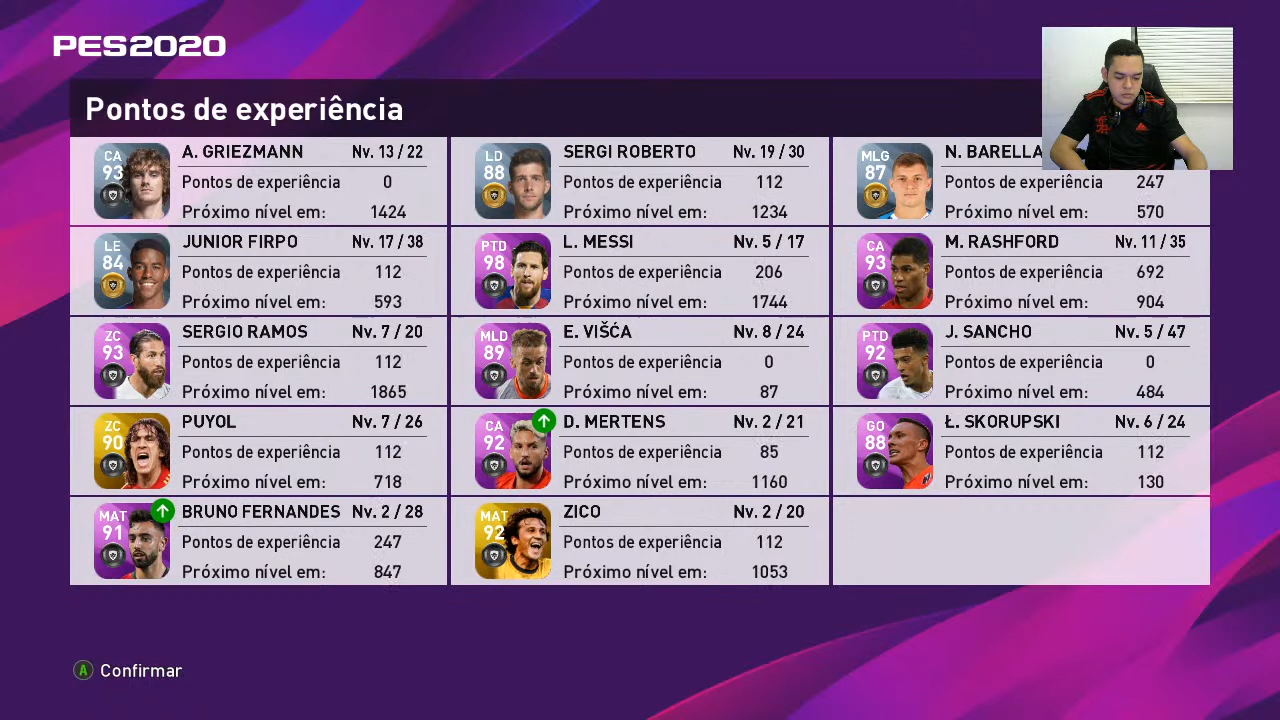 PES2020
Pontos de experiência
CA 93 A. GRIEZMANN Nv. 13 / 22
Pontos de experiência 0
Próximo nível em: 1424
LD 88 SERGI ROBERTO Nv. 19 / 30
Pontos de experiência 112
Próximo nível em: 1234
MLG 87 N. BARELLA
Pontos de experiência 247
Próximo nível em: 570
LE 84 JUNIOR FIRPO Nv. 17 / 38
Pontos de experiência 112
Próximo nível em: 593
PTD 98 L. MESSI Nv. 5 / 17
Pontos de experiência 206
Próximo nível em: 1744
CA 93 M. RASHFORD Nv. 11 / 35
Pontos de experiência 692
Próximo nível em: 904
ZC 93 SERGIO RAMOS Nv. 7 / 20
Pontos de experiência 112
Próximo nível em: 1865
MLD 89 E. VIŠĆA Nv. 8 / 24
Pontos de experiência 0
Próximo nível em: 87
PTD 92 J. SANCHO Nv. 5 / 47
Pontos de experiência 0
Próximo nível em: 484
ZC 90 PUYOL Nv. 7 / 26
Pontos de experiência 112
Próximo nível em: 718
CA 92 D. MERTENS Nv. 2 / 21
Pontos de experiência 85
Próximo nível em: 1160
GO 88 Ł. SKORUPSKI Nv. 6 / 24
Pontos de experiência 112
Próximo nível em: 130
MAT 91 BRUNO FERNANDES Nv. 2 / 28
Pontos de experiência 247
Próximo nível em: 847
MAT 92 ZICO Nv. 2 / 20
Pontos de experiência 112
Próximo nível em: 1053
A Confirmar